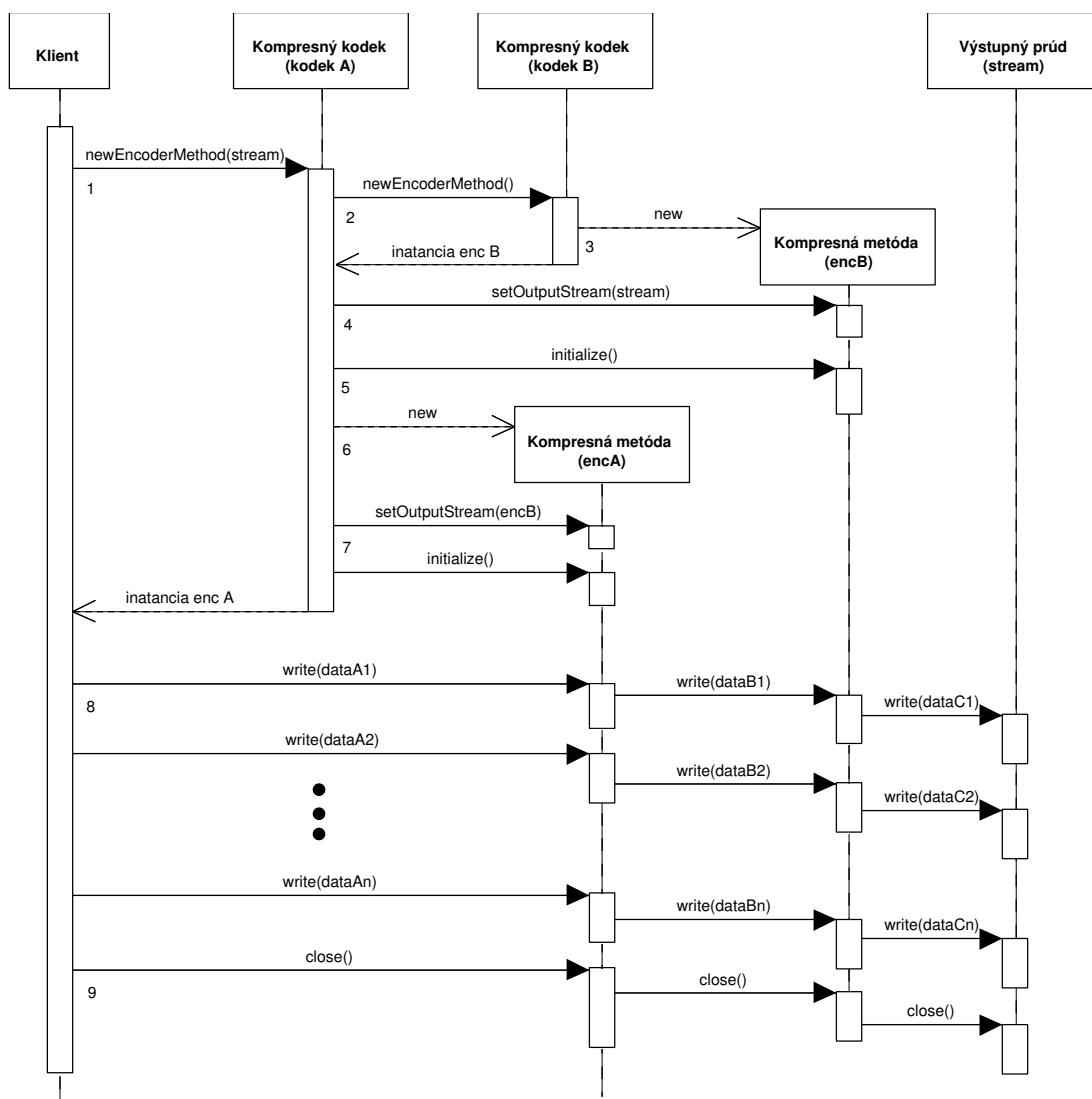 Klient
Kompresný kodek
(kodek A)
Kompresný kodek
(kodek B)
Výstupný prúd
(stream)
newEncoderMethod(stream)
1
newEncoderMethod()
2
new
3
Kompresná metóda
(encB)
inatancia enc B
setOutputStream(stream)
4
initialize()
5
new
6
Kompresná metóda
(encA)
setOutputStream(encB)
7
initialize()
inatancia enc A
write(dataA1)
8
write(dataB1)
write(dataC1)
write(dataA2)
write(dataB2)
write(dataC2)
write(dataAn)
write(dataBn)
write(dataCn)
close()
9
close()
close()